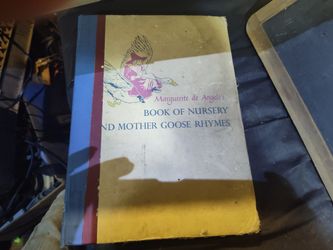 Marguerite de Angeli's
BOOK OF NURSERY
ND MOTHER GOOSE RHYMES